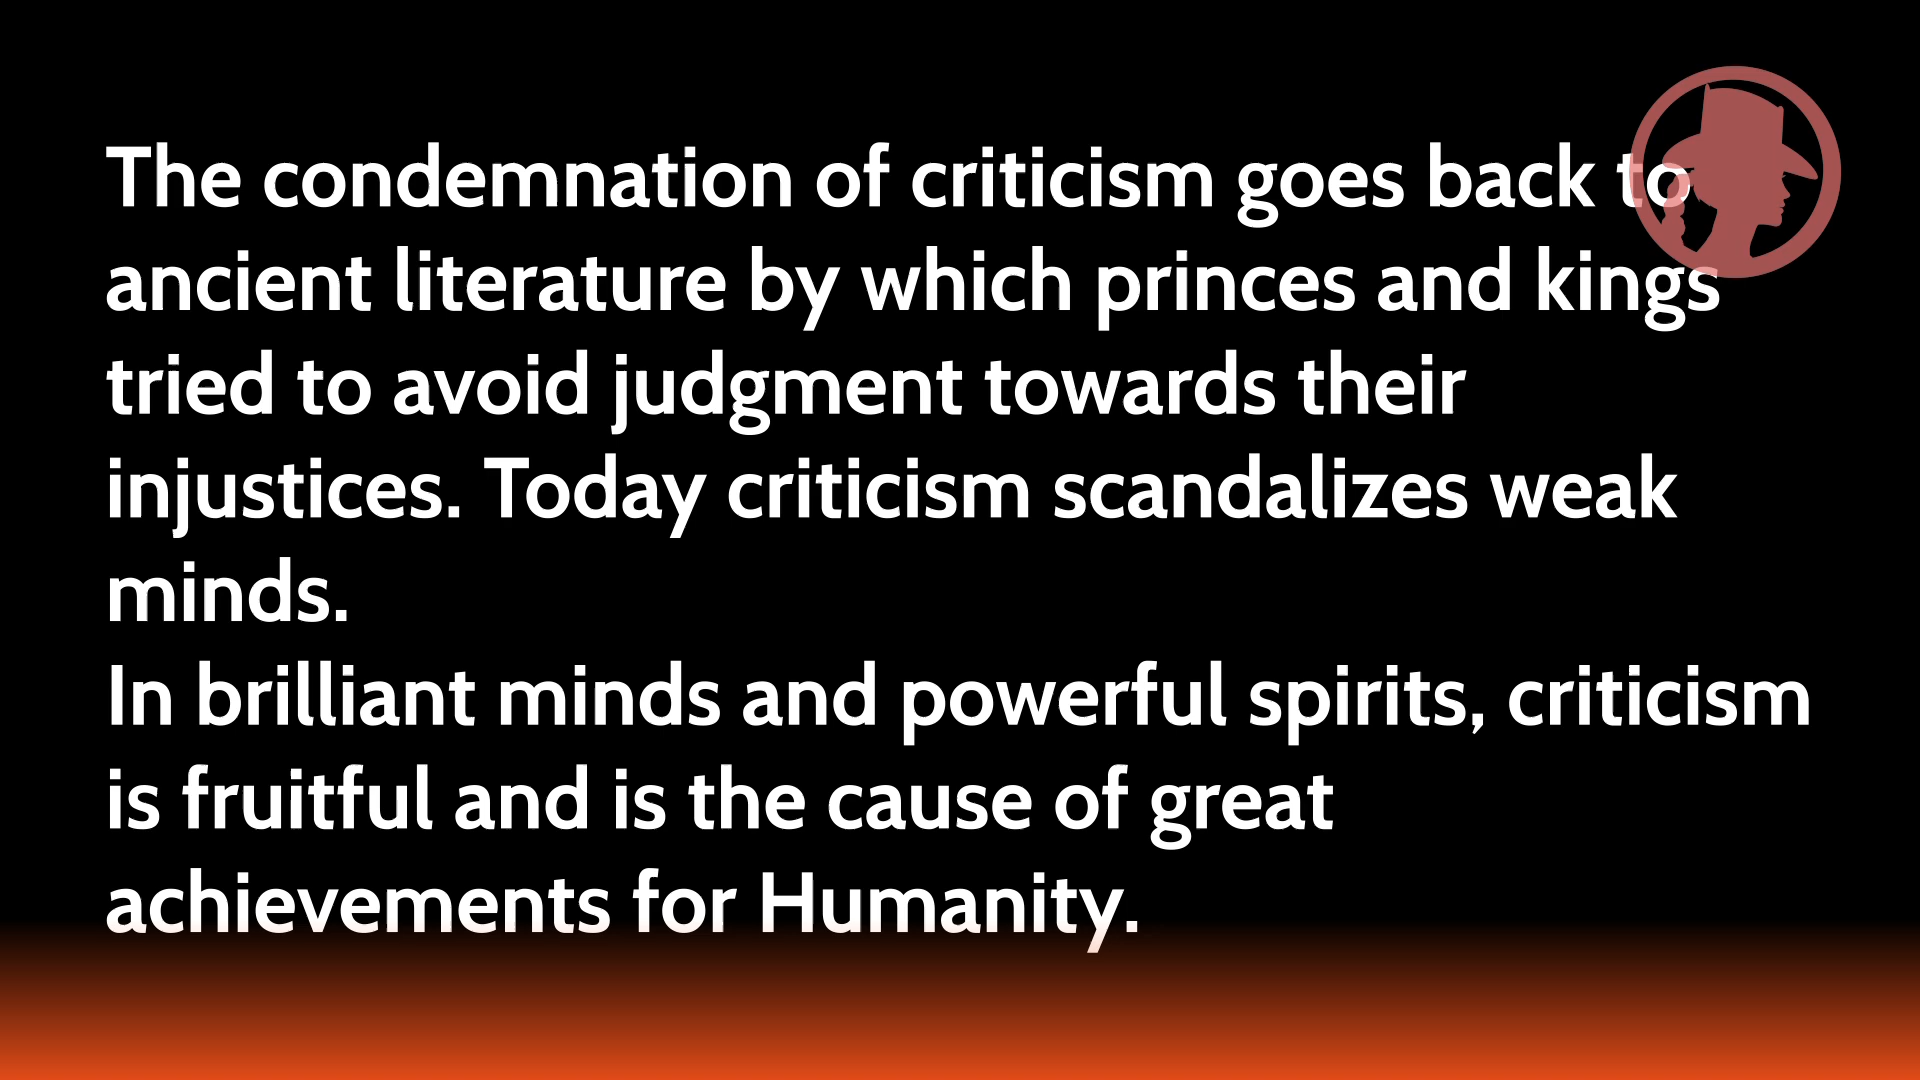 The condemnation of criticism goes back to
ancient literature by which princes and kings
tried to avoid judgment towards their
injustices. Today criticism scandalizes weak
minds.
In brilliant minds and powerful spirits, criticism
is fruitful and is the cause of great
achievements for Humanity.